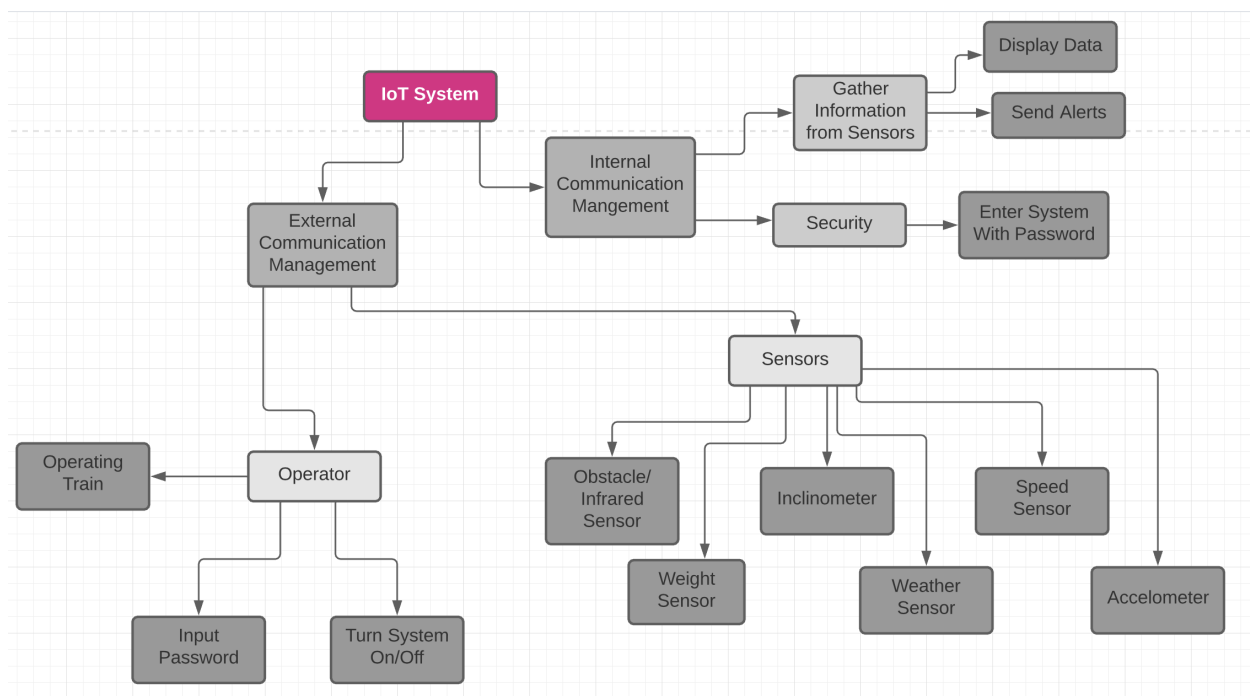 Display Data
IoT System
Gather
Information
from Sensors
Send Alerts
Internal
Communication
Mangement
External
Communication
Management
Security
Enter System
With Password
Sensors
Operating
Train
Operator
Obstacle/
Infrared
Sensor
Inclinometer
Speed
Sensor
Weight
Sensor
Weather
Sensor
Accelometer
Input
Password
Turn System
On/Off